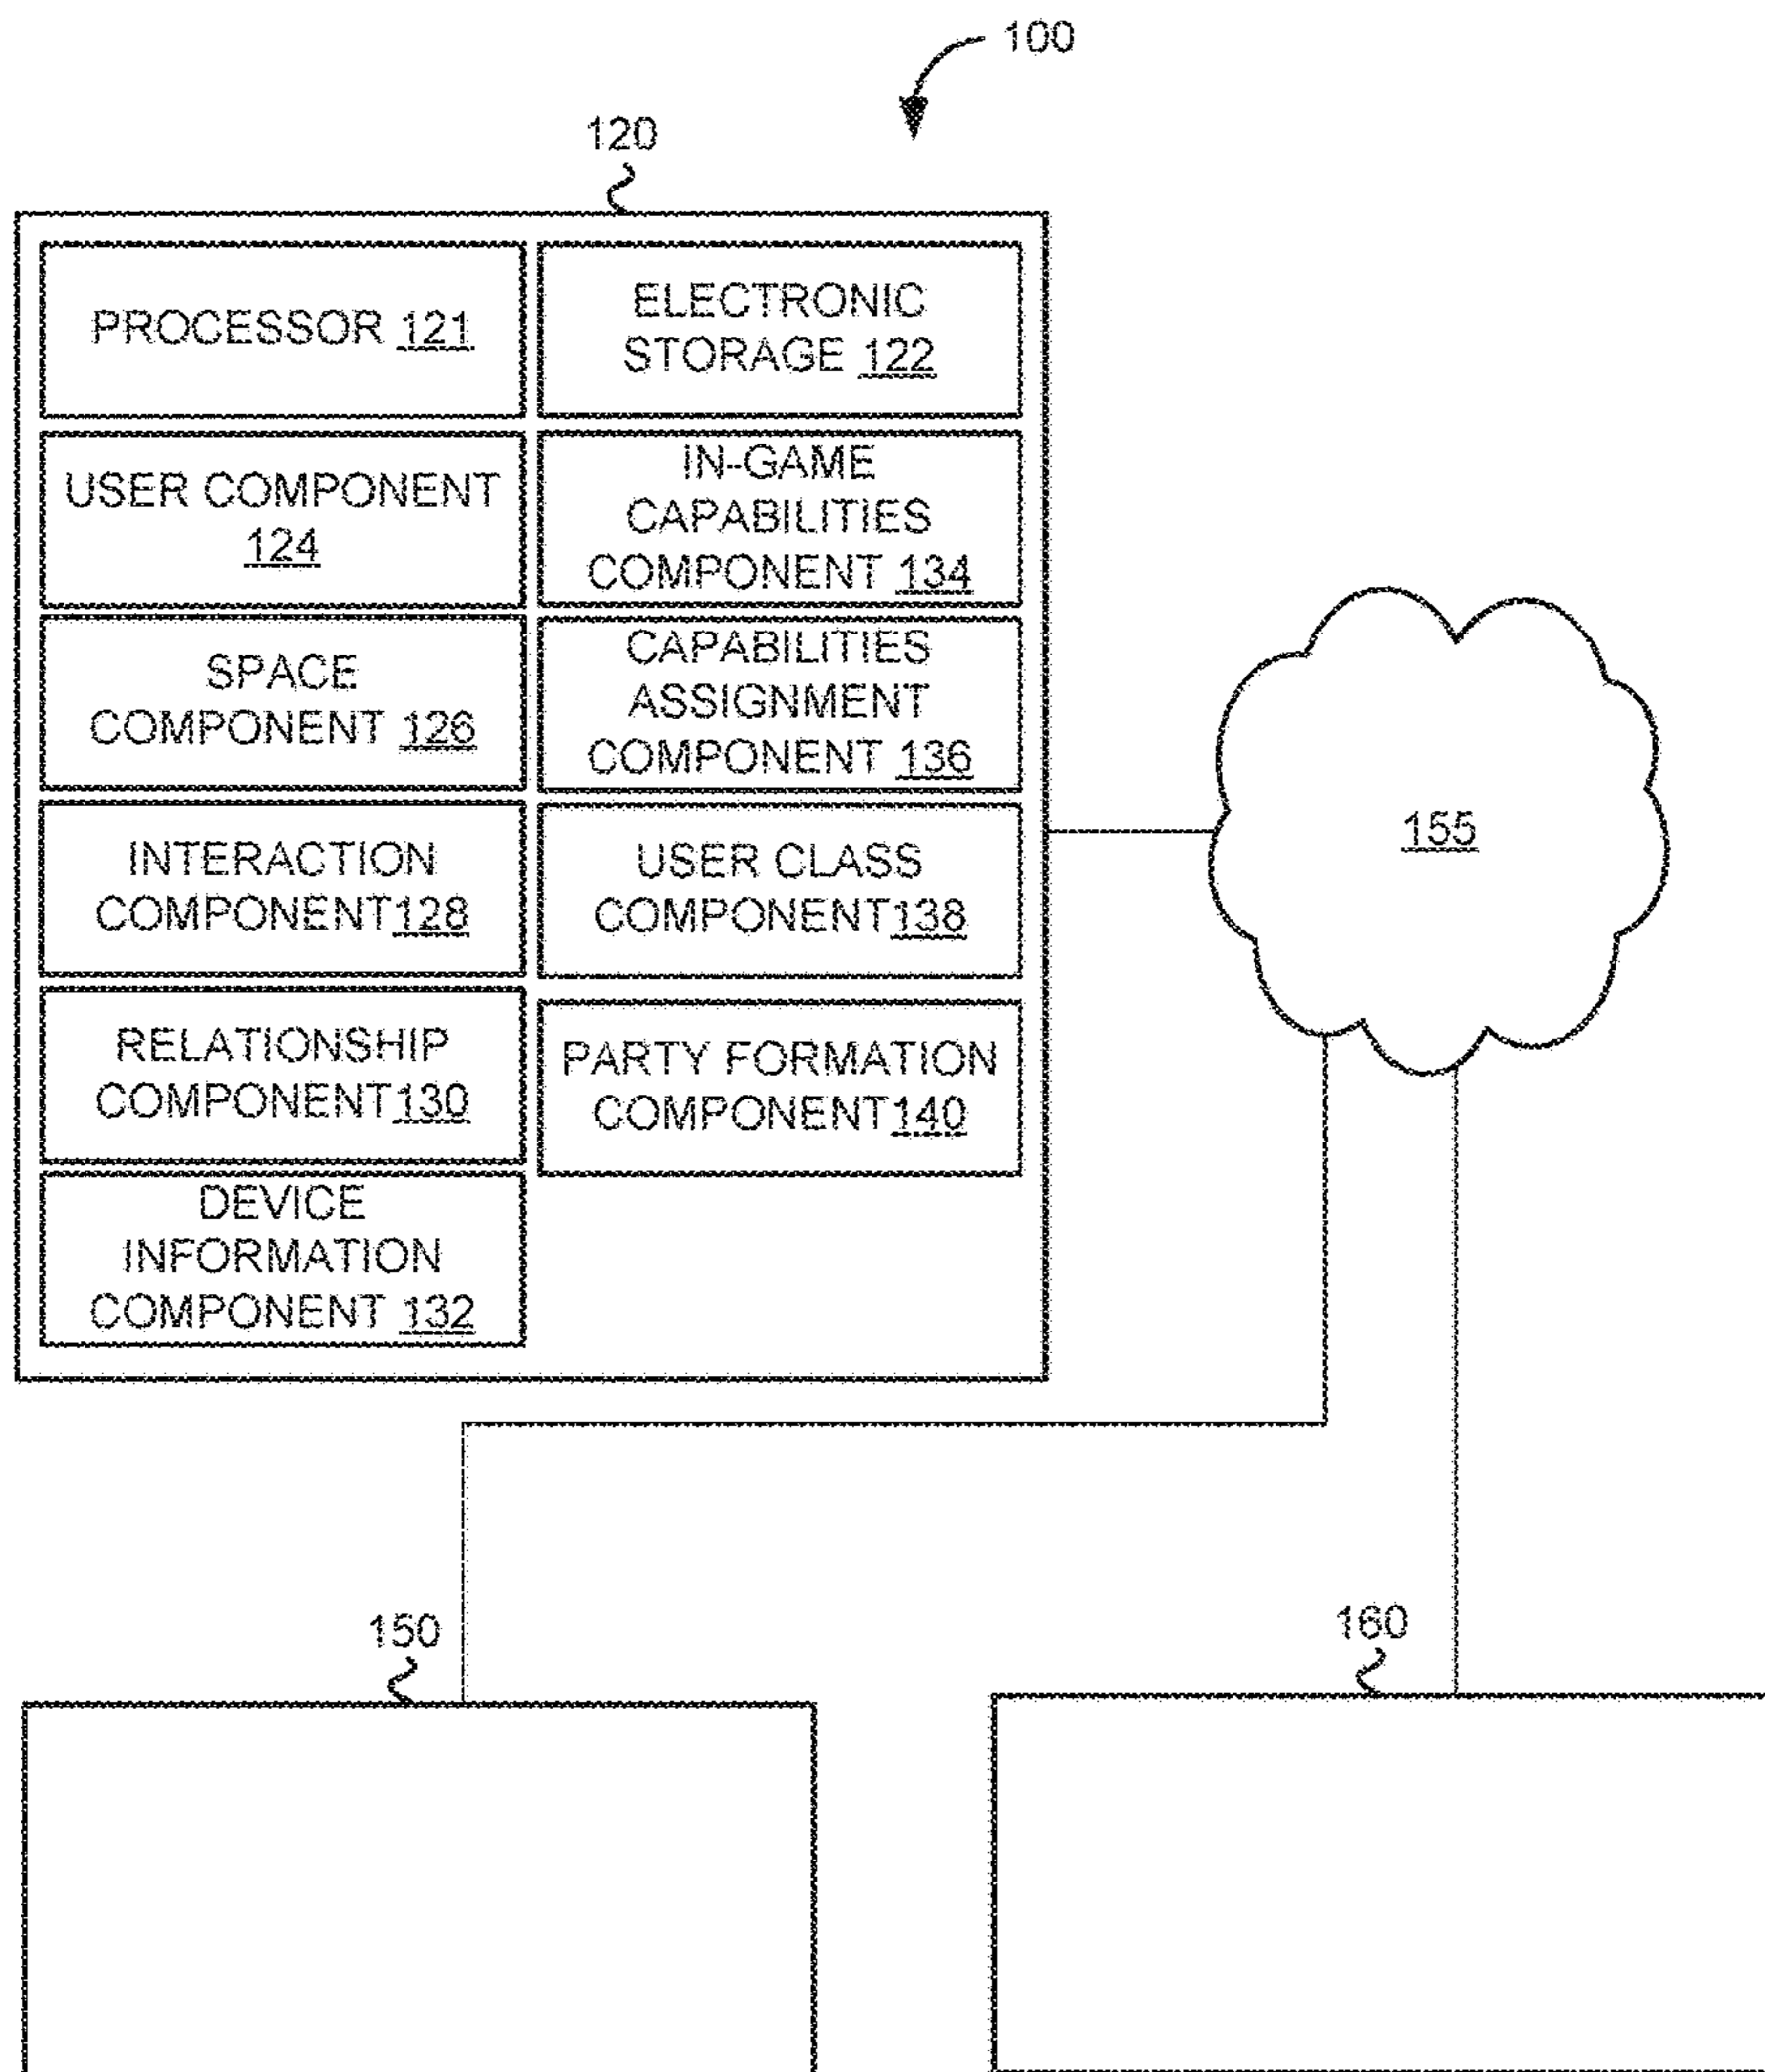 100
120
PROCESSOR 121
ELECTRONIC
STORAGE 122
USER COMPONENT
124
IN-GAME
CAPABILITIES
COMPONENT 134
SPACE
COMPONENT 126
CAPABILITIES
ASSIGNMENT
COMPONENT 136
INTERACTION
COMPONENT128
USER CLASS
COMPONENT138
RELATIONSHIP
COMPONENT130
PARTY FORMATION
COMPONENT140
DEVICE
INFORMATION
COMPONENT 132
155
150
160